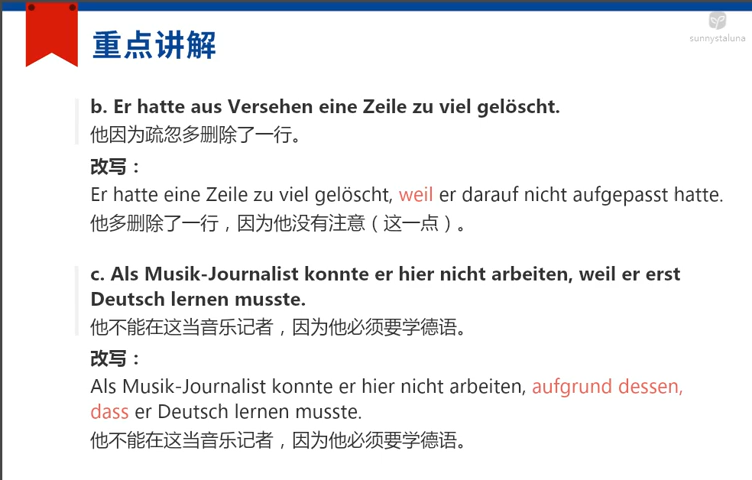 重点讲解
sunnystaluna
b. Er hatte aus Versehen eine Zeile zu viel gelöscht.
他因为疏忽多删除了一行。
改写：
Er hatte eine Zeile zu viel gelöscht, weil er darauf nicht aufgepasst hatte.
他多删除了一行，因为他没有注意（这一点）。
c. Als Musik-Journalist konnte er hier nicht arbeiten, weil er erst
Deutsch lernen musste.
他不能在这当音乐记者，因为他必须要学德语。
改写：
Als Musik-Journalist konnte er hier nicht arbeiten, aufgrund dessen,
dass er Deutsch lernen musste.
他不能在这当音乐记者，因为他必须要学德语。